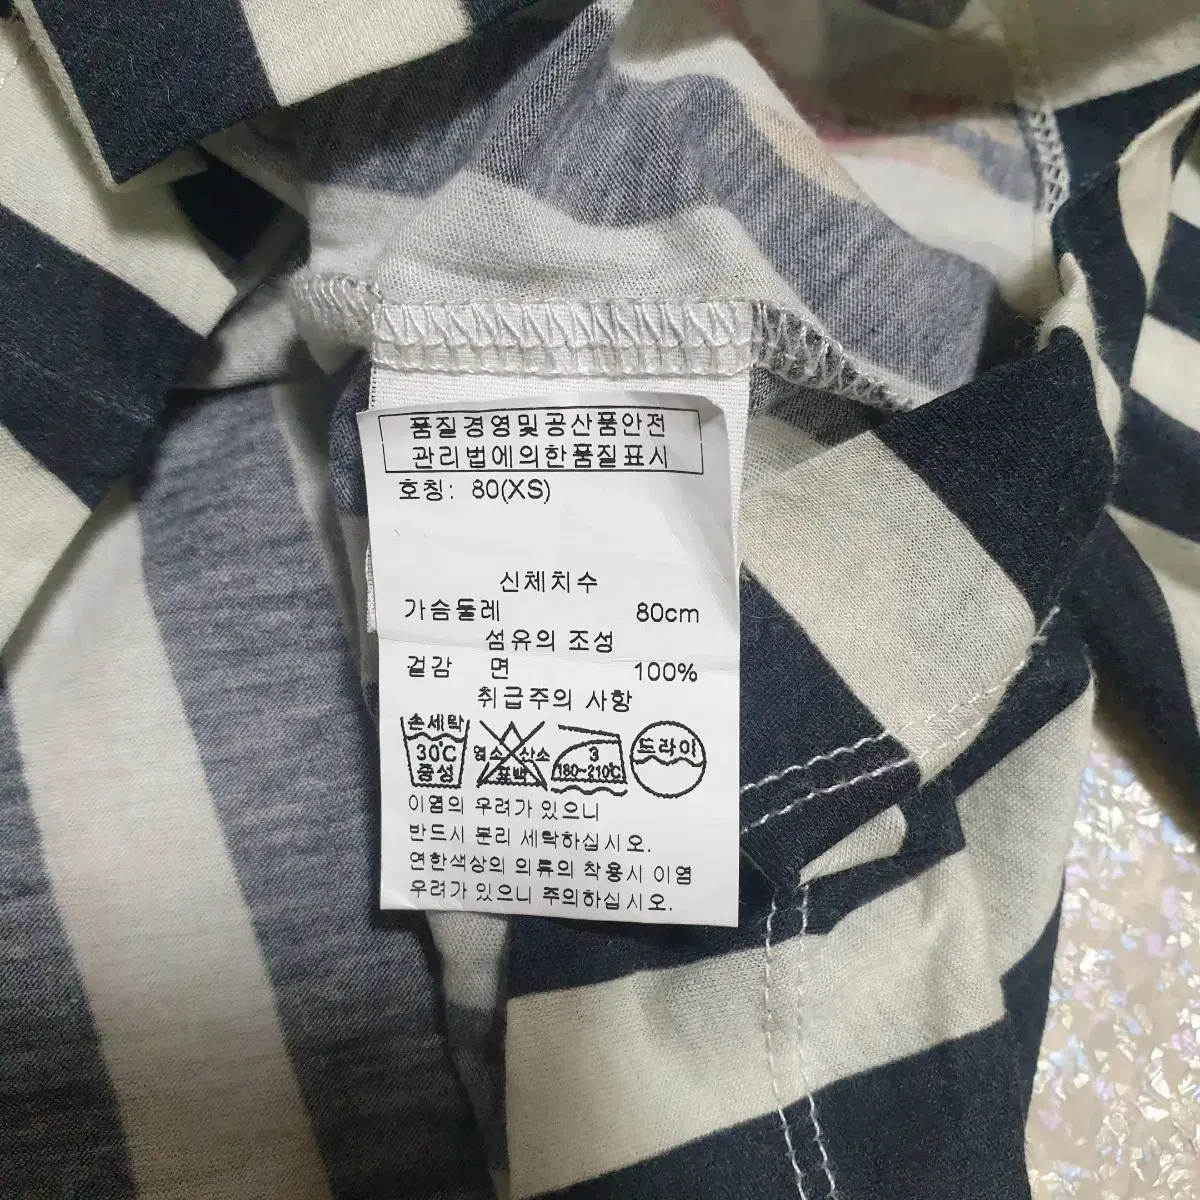 품질경영및공산품안전
관리법에의한품질표시
호칭: 80(XS)
신체치수
가슴둘레 80cm
섬유의 조성
겉감 면 100%
취급주의 사항
손세탁
30℃
중성
염소 산소
표백
3
180~210℃
드라이
이염의 우려가 있으니
반드시 분리 세탁하십시오.
연한색상의 의류의 착용시 이염
우려가 있으니 주의하십시오.